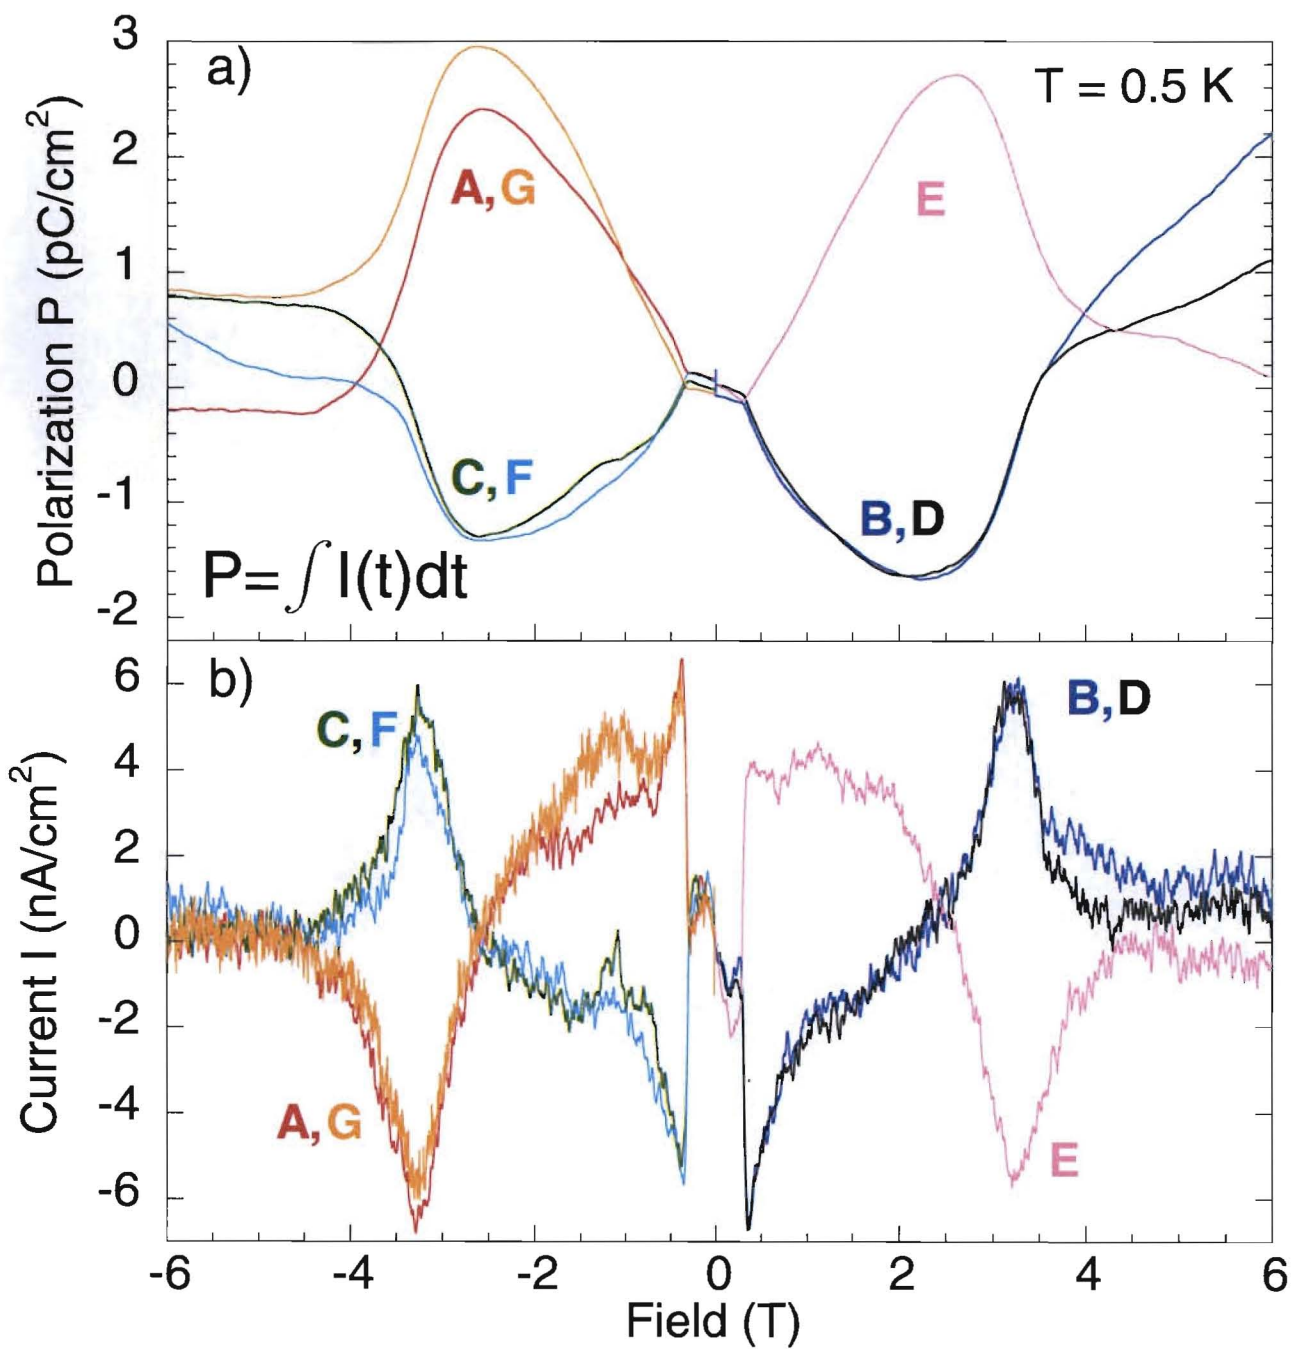 3
a)
T = 0.5 K
2
A,G
E
1
0
C,F
-1
B,D
P=∫I(t)dt
-2
Polarization P (pC/cm²)
6
b)
C,F
B,D
4
2
0
-2
-4
A,G
E
-6
Current I (nA/cm²)
-6 -4 -2 0 2 4 6
Field (T)